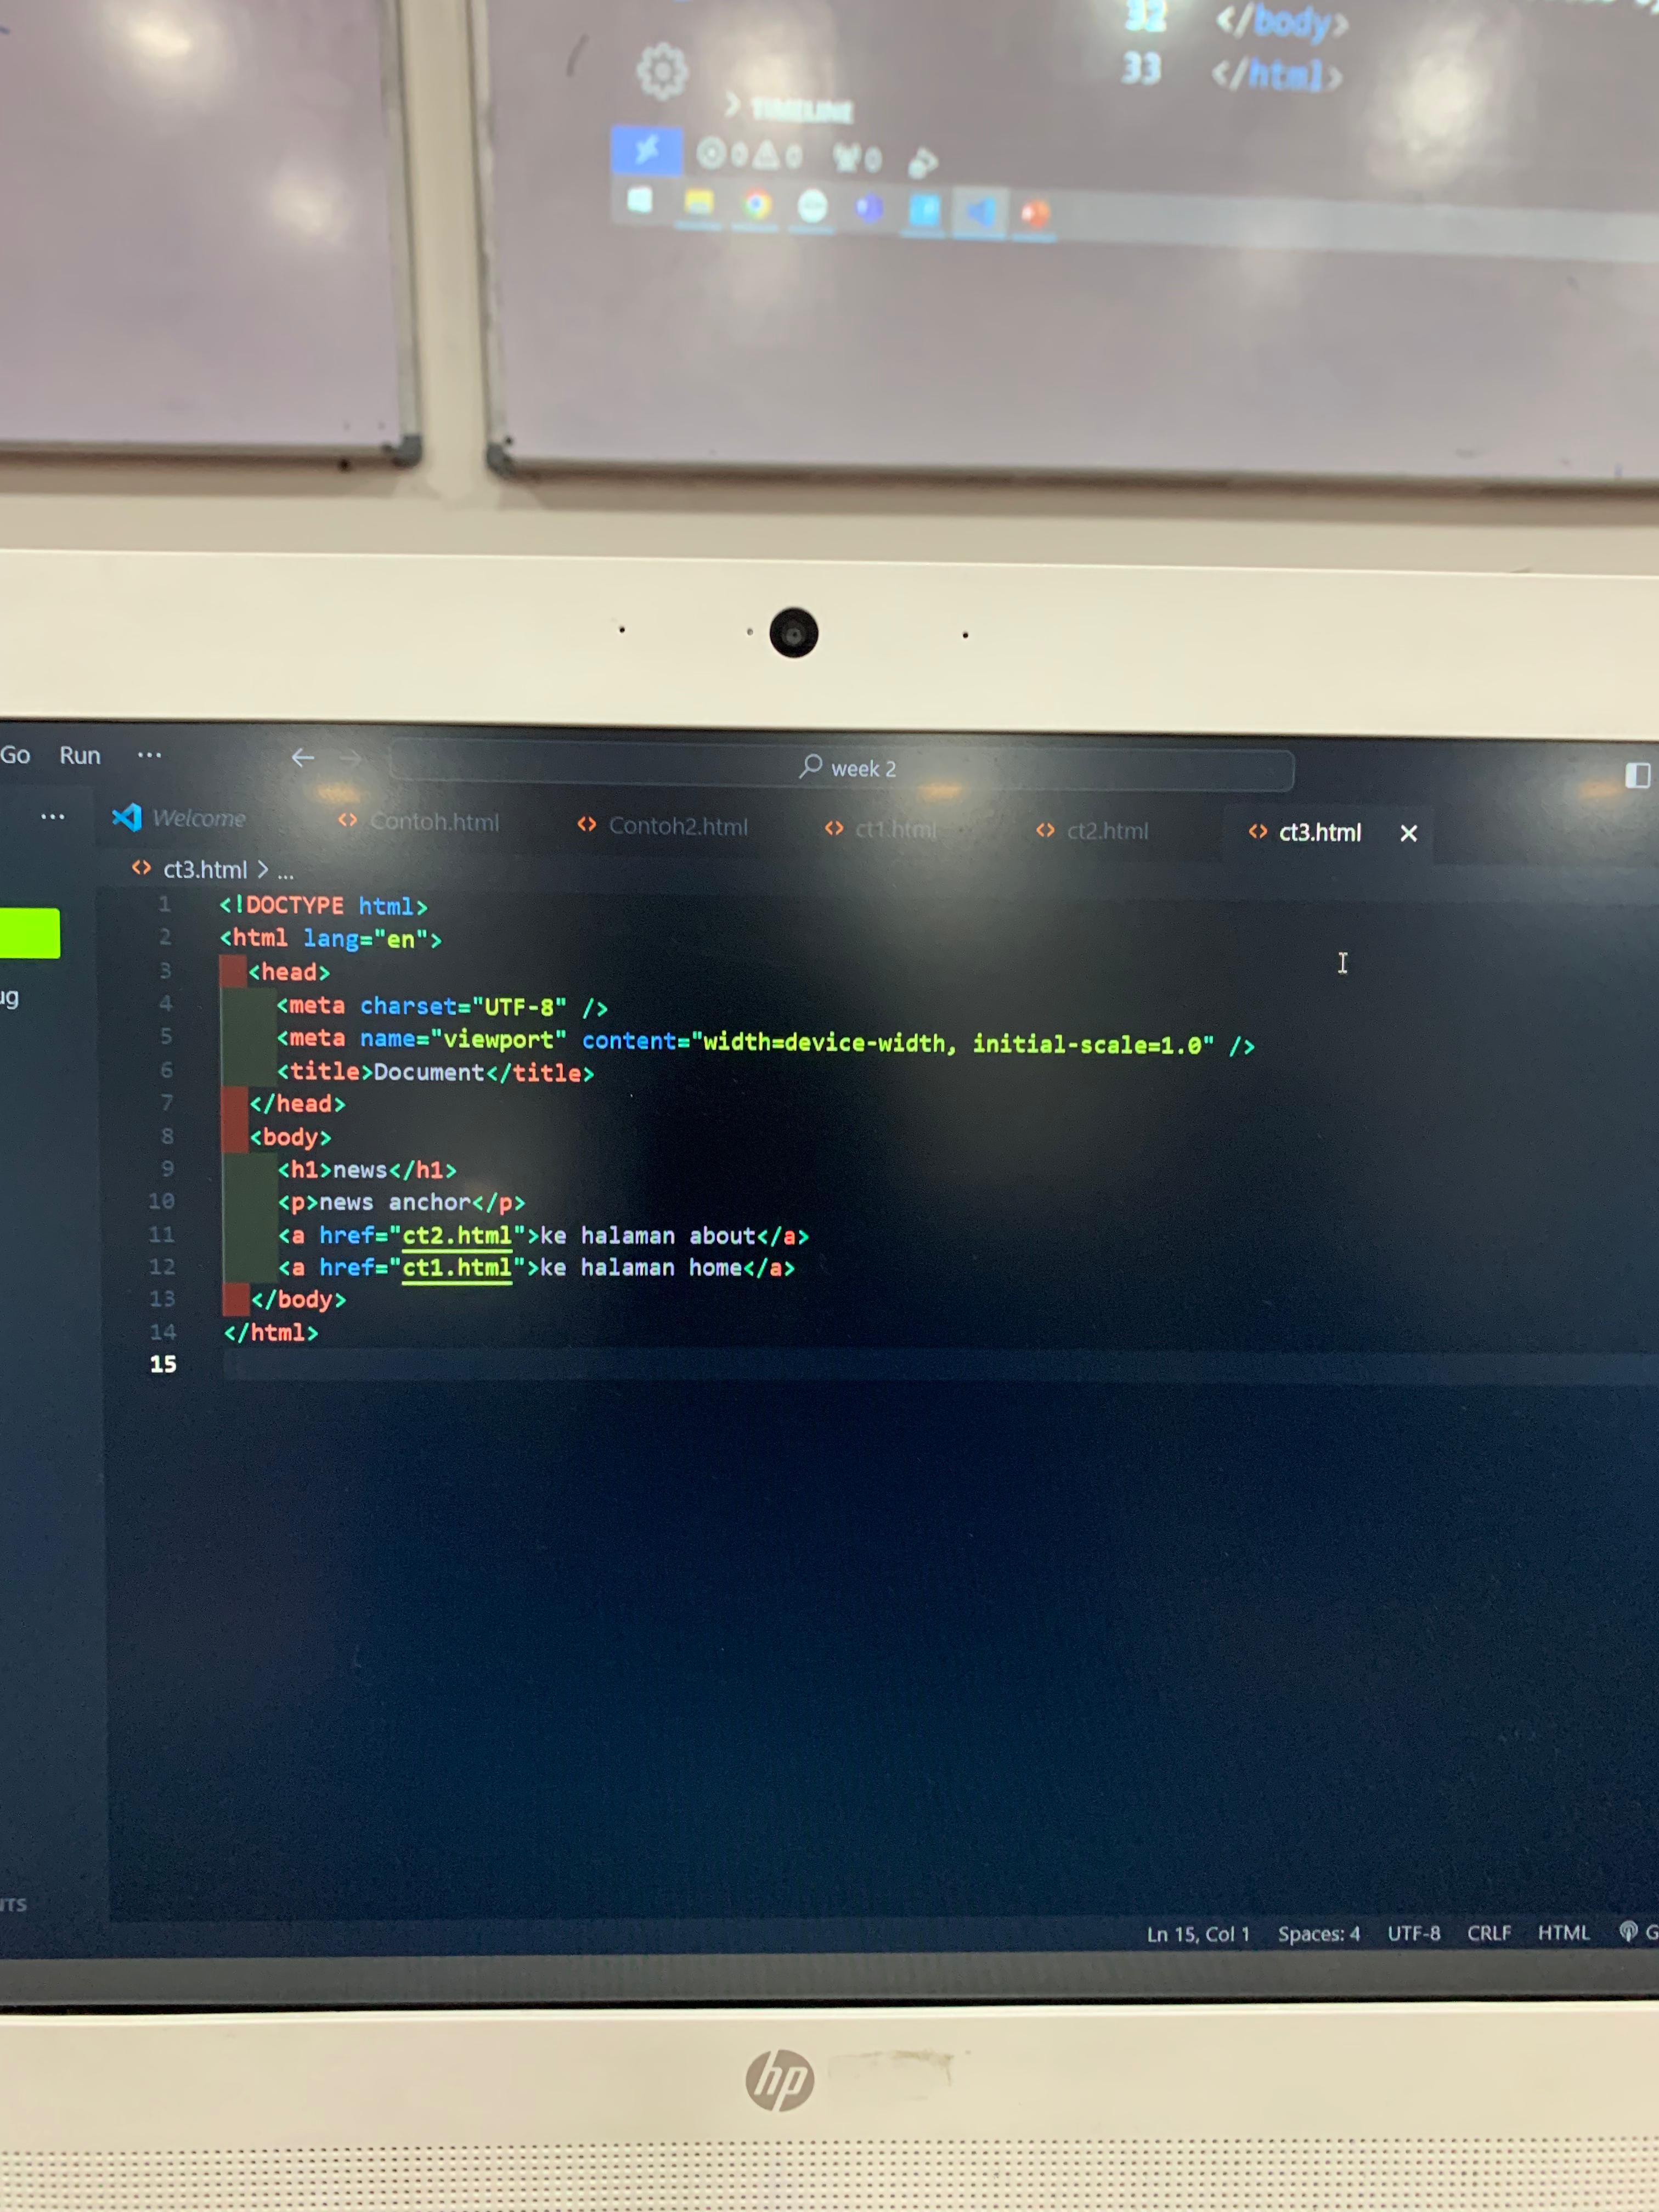 32 </body>
33 </html>
> TIMELINE
0 0 0
Go Run ...
week 2
... Welcome Contoh.html Contoh2.html ct1.html ct2.html ct3.html
ct3.html > ...
1 <!DOCTYPE html>
2 <html lang="en">
3 <head>
ug
4 <meta charset="UTF-8" />
5 <meta name="viewport" content="width=device-width, initial-scale=1.0" />
6 <title>Document</title>
7 </head>
8 <body>
9 <h1>news</h1>
10 <p>news anchor</p>
11 <a href="ct2.html">ke halaman about</a>
12 <a href="ct1.html">ke halaman home</a>
13 </body>
14 </html>
15
NTS
Ln 15, Col 1 Spaces: 4 UTF-8 CRLF HTML G
hp